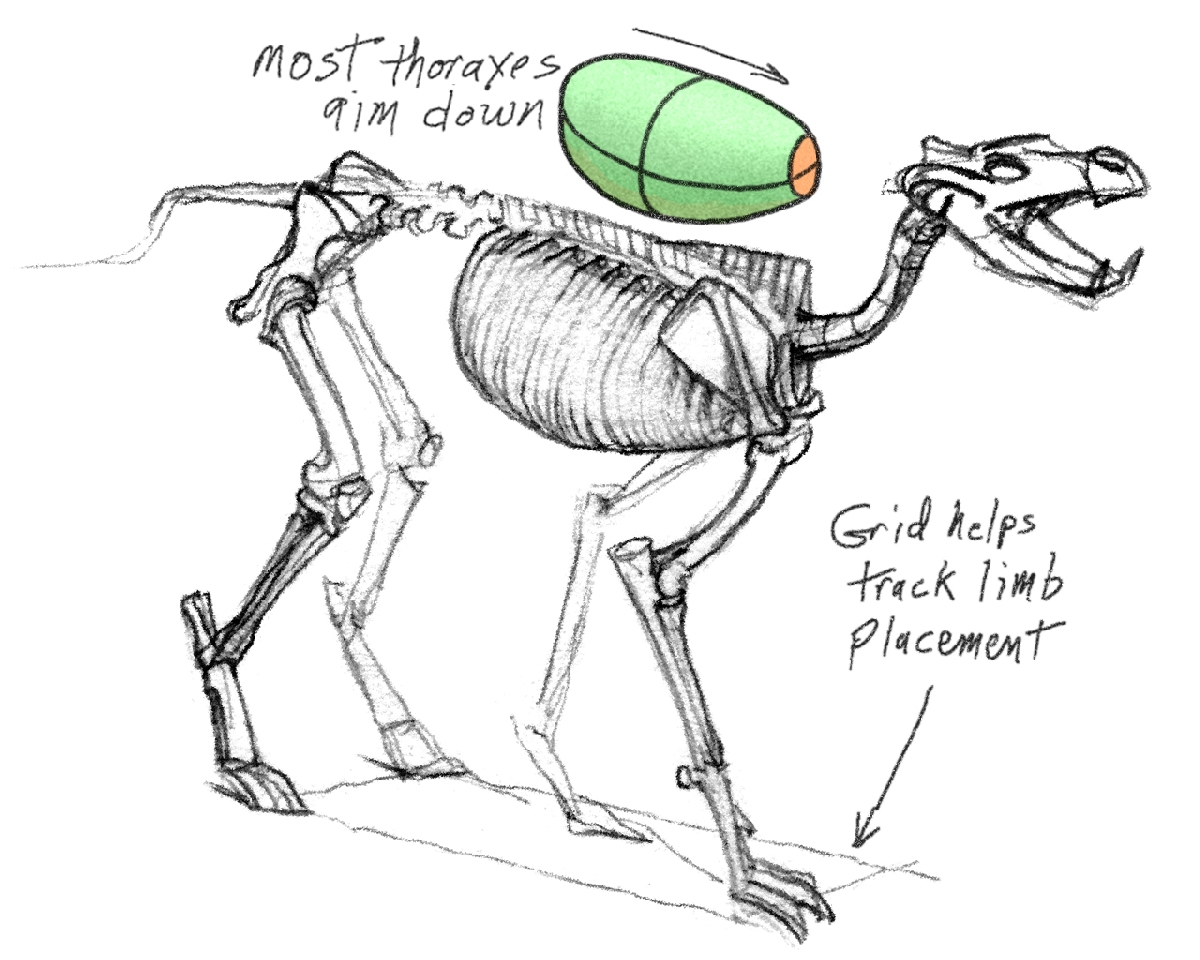 most thoraxes
aim down
Grid helps
track limb
placement